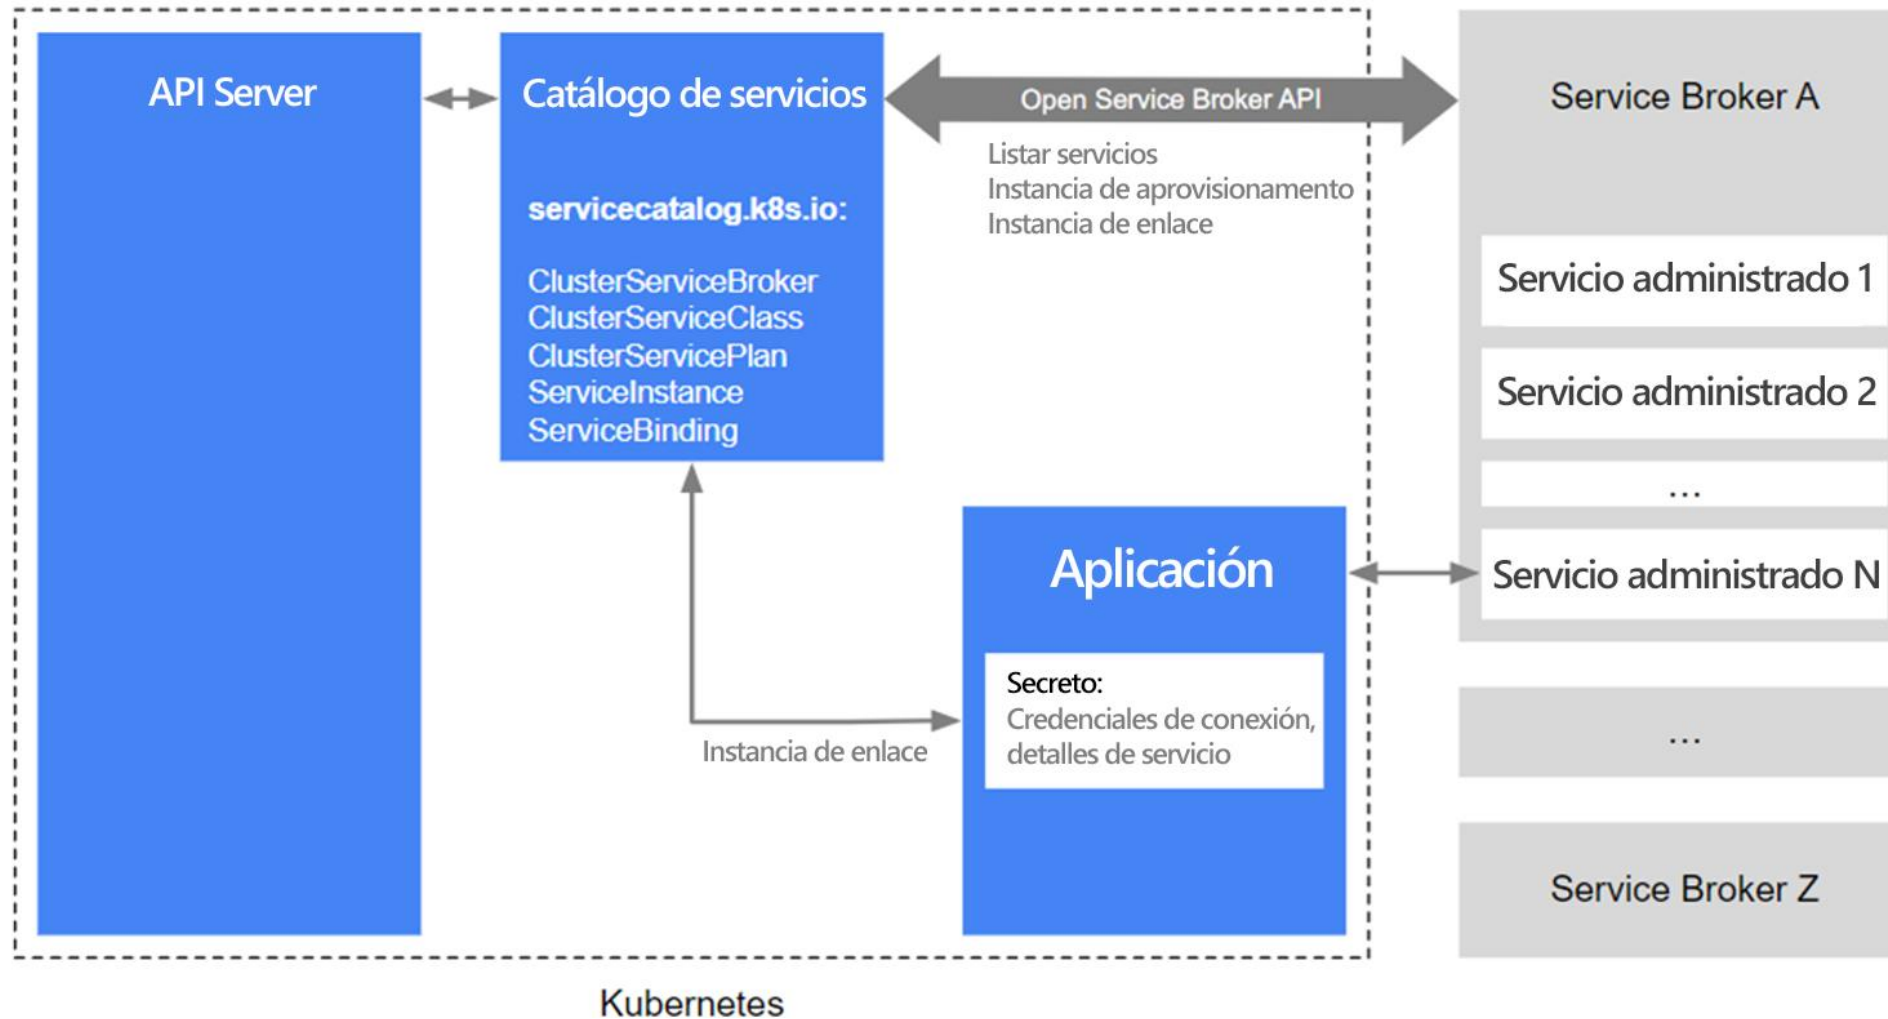 API Server
Catálogo de servicios
servicecatalog.k8s.io:
ClusterServiceBroker
ClusterServiceClass
ClusterServicePlan
ServiceInstance
ServiceBinding
Open Service Broker API
Listar servicios
Instancia de aprovisionamento
Instancia de enlace
Service Broker A
Servicio administrado 1
Servicio administrado 2
...
Servicio administrado N
Aplicación
Secreto:
Credenciales de conexión,
detalles de servicio
Instancia de enlace
...
Service Broker Z
Kubernetes